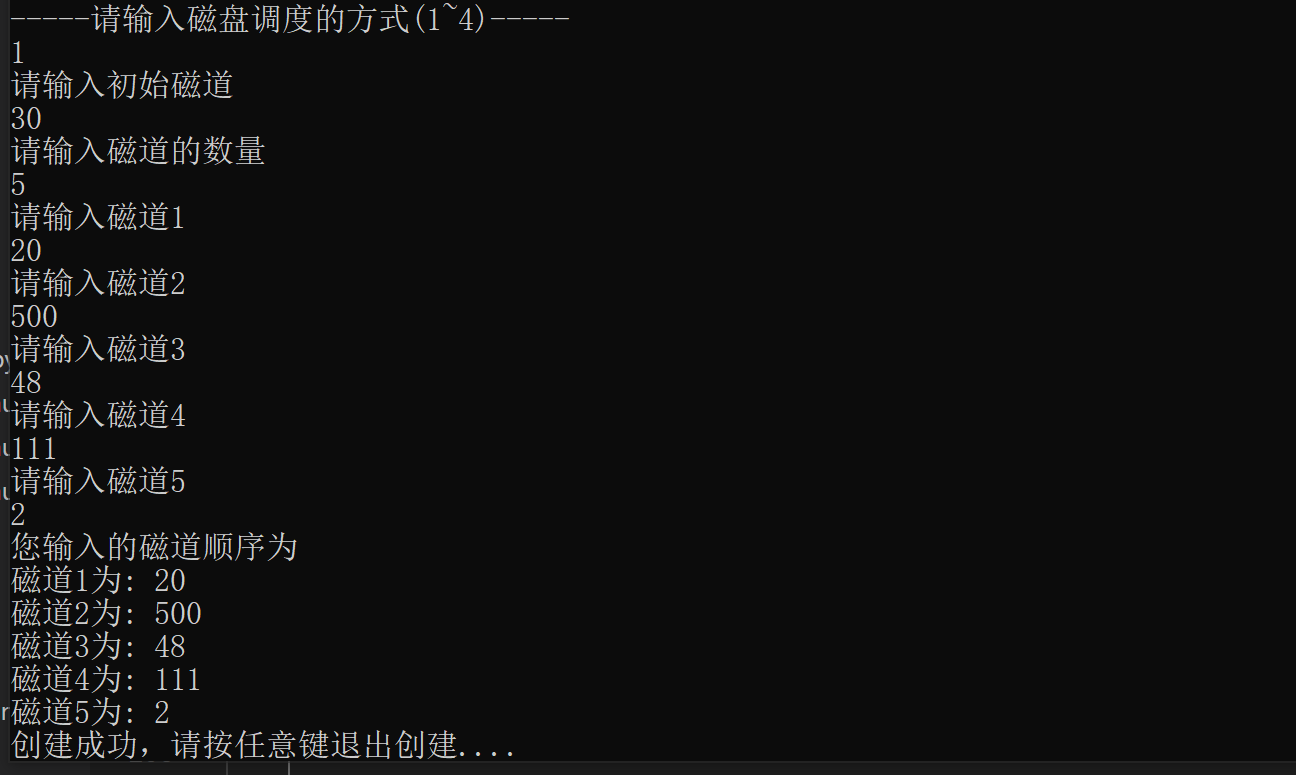 -----请输入磁盘调度的方式(1~4)-----
1
请输入初始磁道
30
请输入磁道的数量
5
请输入磁道1
20
请输入磁道2
500
请输入磁道3
48
请输入磁道4
111
请输入磁道5
2
您输入的磁道顺序为
磁道1为: 20
磁道2为: 500
磁道3为: 48
磁道4为: 111
磁道5为: 2
创建成功，请按任意键退出创建....